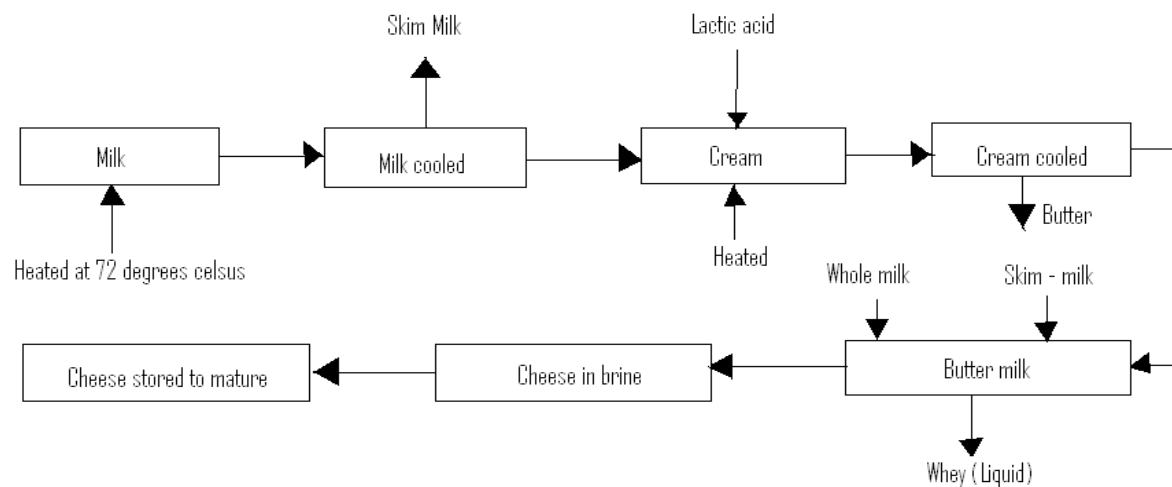 Skim Milk
Lactic acid
Milk
Milk cooled
Cream
Cream cooled
Butter
Heated at 72 degrees celsus
Heated
Whole milk
Skim - milk
Cheese stored to mature
Cheese in brine
Butter milk
Whey ( Liquid )